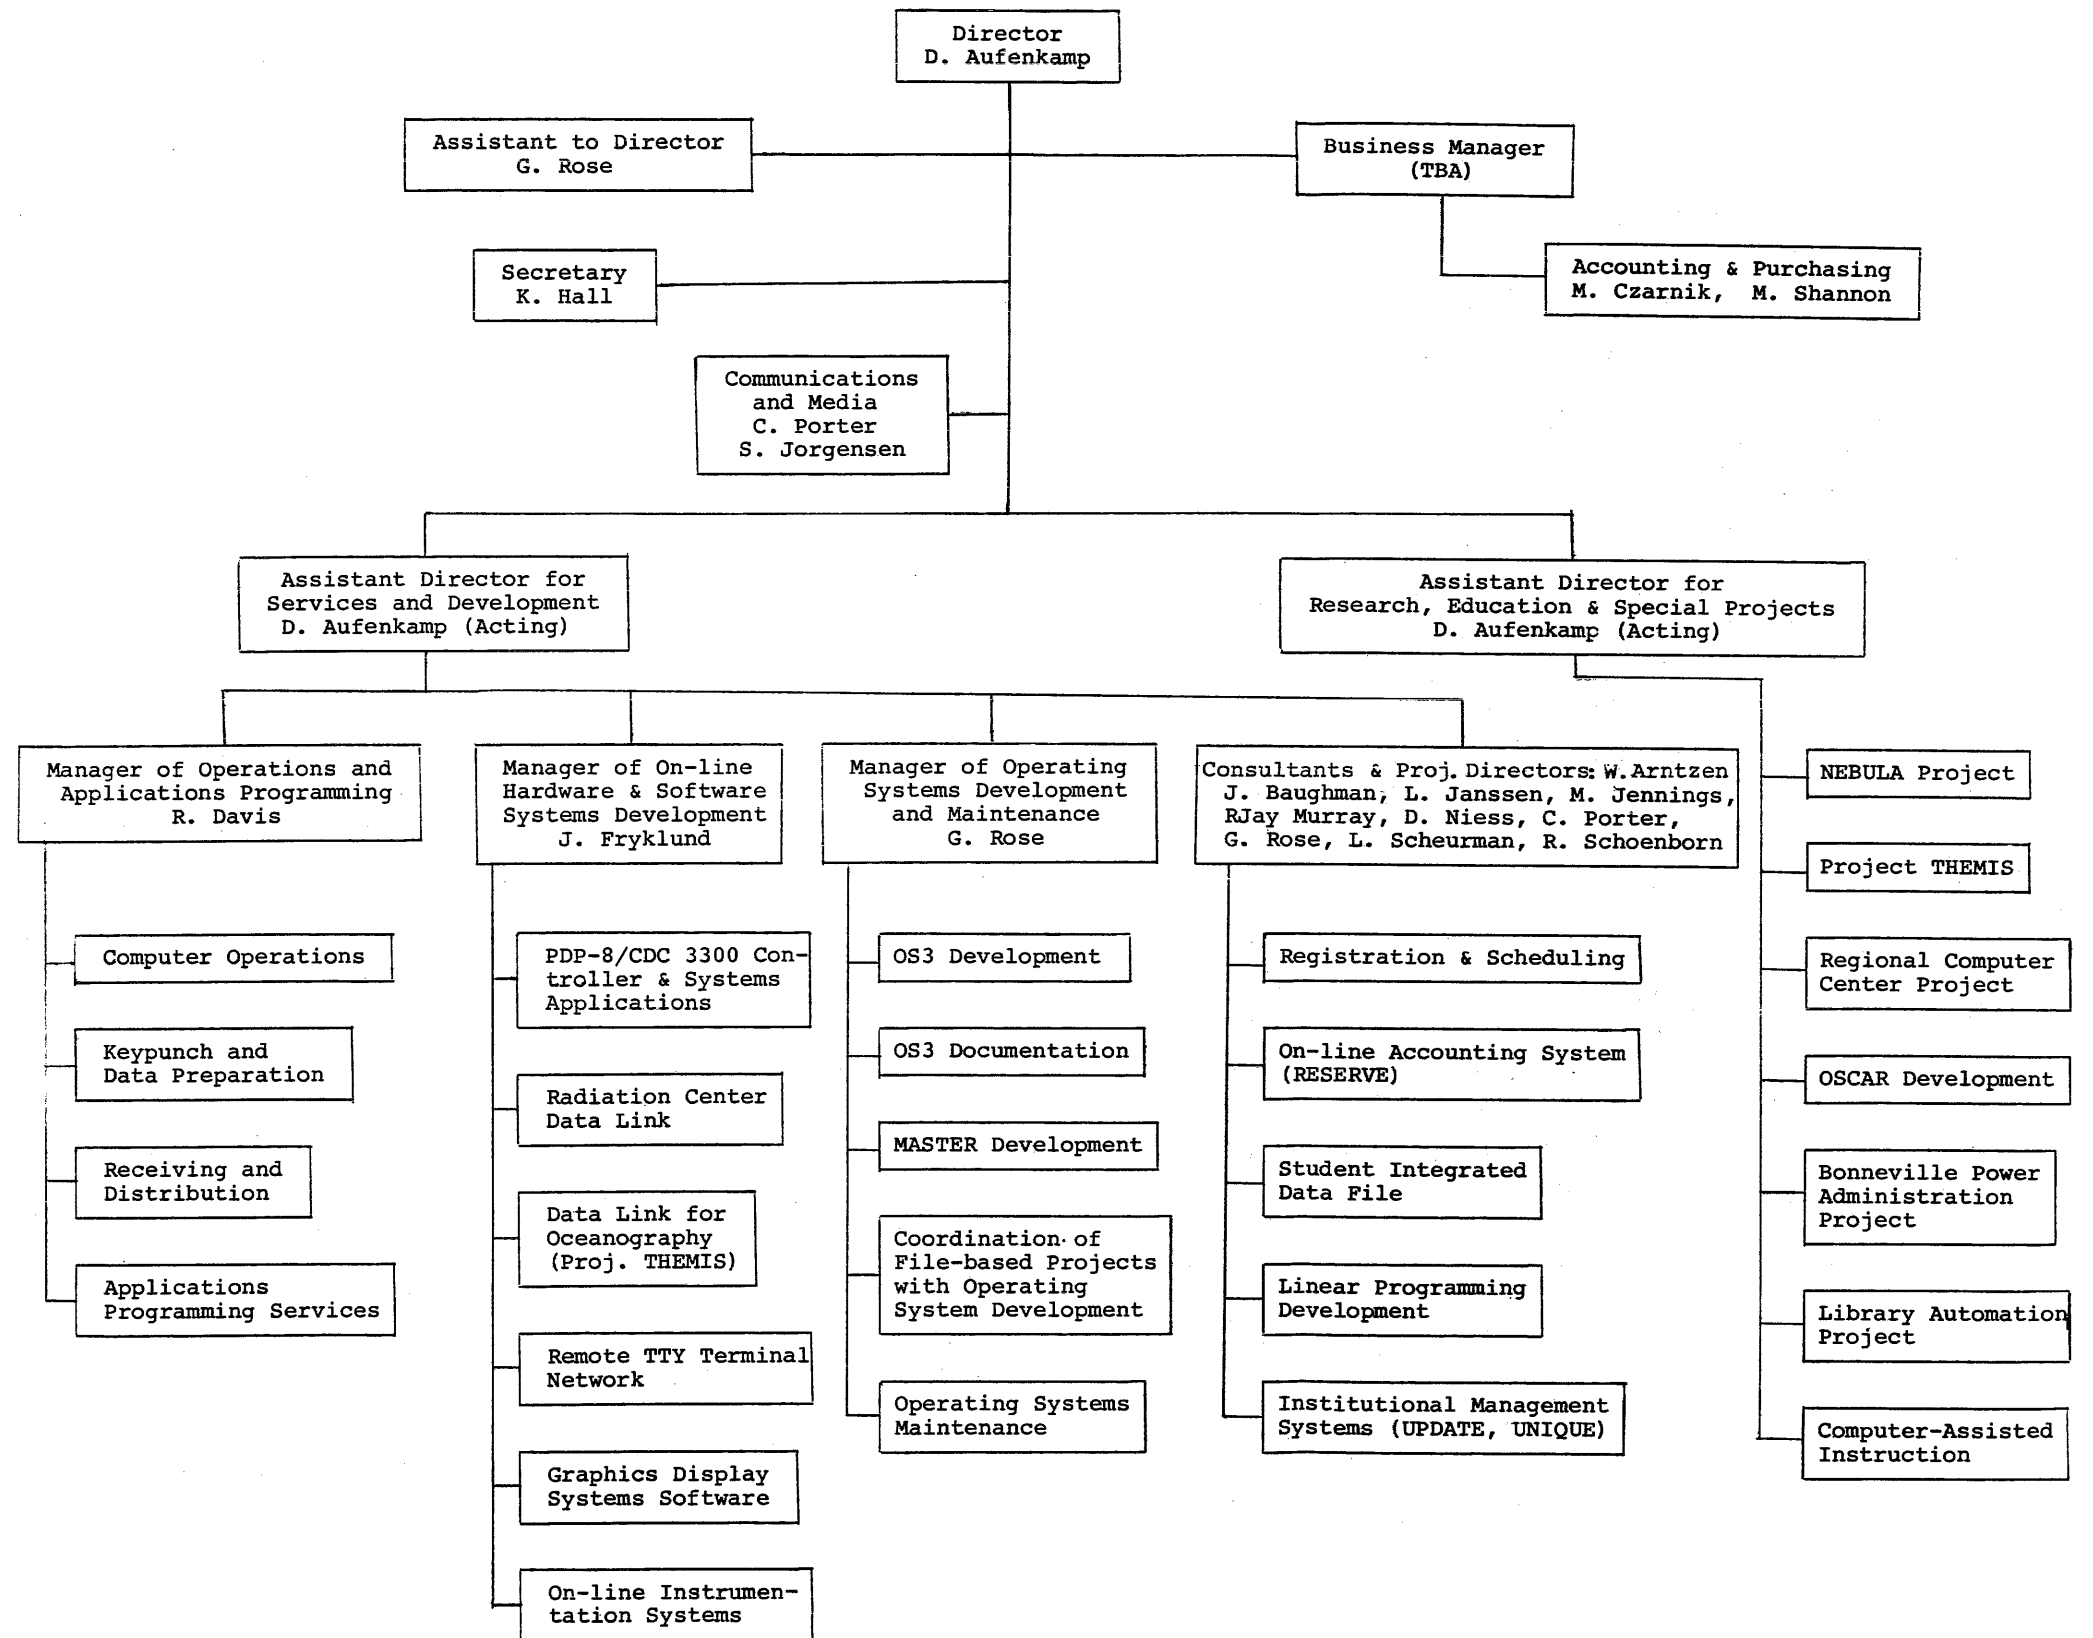 Director
D. Aufenkamp
Assistant to Director
G. Rose
Business Manager
(TBA)
Secretary
K. Hall
Accounting & Purchasing
M. Czarnik, M. Shannon
Communications
and Media
C. Porter
S. Jorgensen
Assistant Director for
Services and Development
D. Aufenkamp (Acting)
Assistant Director for
Research, Education & Special Projects
D. Aufenkamp (Acting)
Manager of Operations and
Applications Programming
R. Davis
Computer Operations
Keypunch and
Data Preparation
Receiving and
Distribution
Applications
Programming Services
Manager of On-line
Hardware & Software
Systems Development
J. Fryklund
PDP-8/CDC 3300 Con-
troller & Systems
Applications
Radiation Center
Data Link
Data Link for
Oceanography
(Proj. THEMIS)
Remote TTY Terminal
Network
Graphics Display
Systems Software
On-line Instrumen-
tation Systems
Manager of Operating
Systems Development
and Maintenance
G. Rose
OS3 Development
OS3 Documentation
MASTER Development
Coordination of
File-based Projects
with Operating
System Development
Operating Systems
Maintenance
Consultants & Proj. Directors: W.Arntzen
J. Baughman, L. Janssen, M. Jennings,
RJay Murray, D. Niess, C. Porter,
G. Rose, L. Scheurman, R. Schoenborn
Registration & Scheduling
On-line Accounting System
(RESERVE)
Student Integrated
Data File
Linear Programming
Development
Institutional Management
Systems (UPDATE, UNIQUE)
NEBULA Project
Project THEMIS
Regional Computer
Center Project
OSCAR Development
Bonneville Power
Administration
Project
Library Automation
Project
Computer-Assisted
Instruction